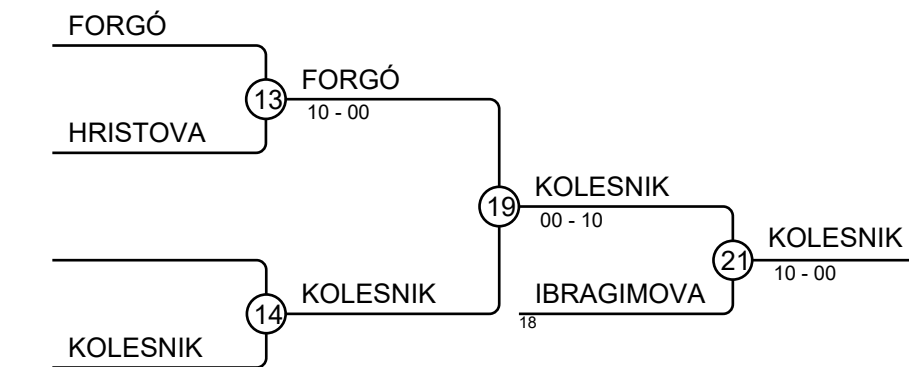 FORGÓ
13
FORGÓ
10 - 00
HRISTOVA
19
KOLESNIK
00 - 10
21
KOLESNIK
10 - 00
14
KOLESNIK
IBRAGIMOVA
18
KOLESNIK